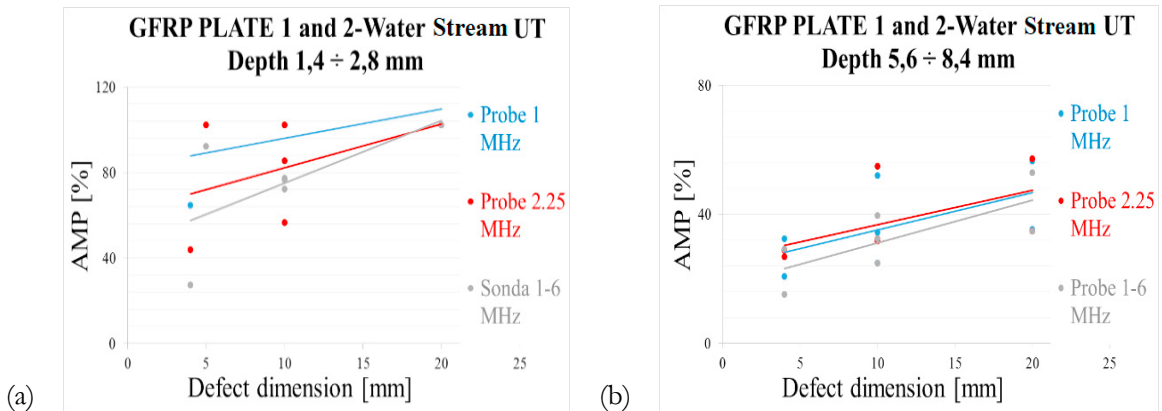 GFRP PLATE 1 and 2-Water Stream UT
Depth 1,4 ÷ 2,8 mm
120
80
40
0
AMP [%]
0 5 10 15 20 25
Defect dimension [mm]
Probe 1
MHz
Probe 2.25
MHz
Sonda 1-6
MHz
(a)
GFRP PLATE 1 and 2-Water Stream UT
Depth 5,6 ÷ 8,4 mm
80
40
0
AMP [%]
0 5 10 15 20 25
Defect dimension [mm]
Probe 1
MHz
Probe 2.25
MHz
Probe 1-6
MHz
(b)